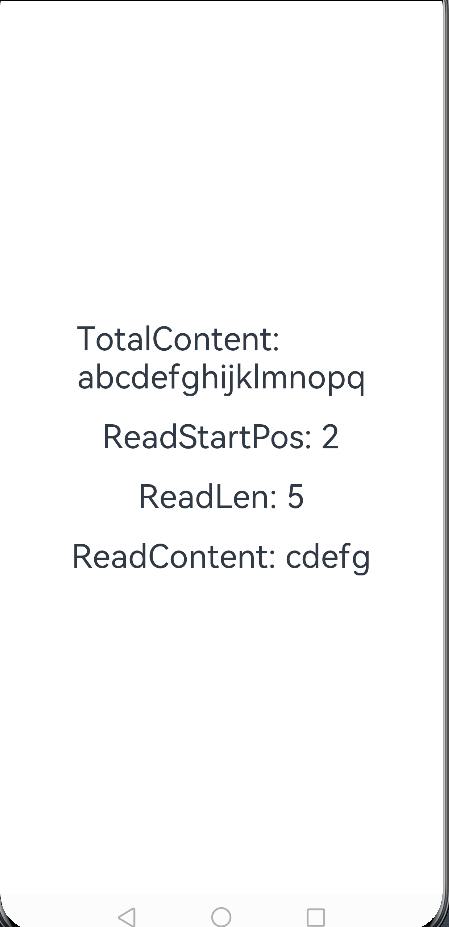 TotalContent:
abcdefghijklmnopq
ReadStartPos: 2
ReadLen: 5
ReadContent: cdefg